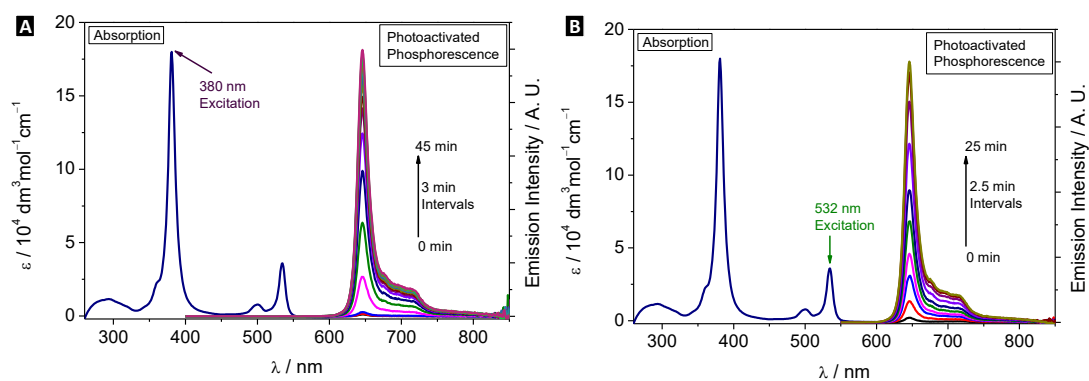 A
Absorption
Photoactivated
Phosphorescence
380 nm
Excitation
45 min
3 min
Intervals
0 min
20
15
10
5
0
ε / 10⁴ dm³mol⁻¹cm⁻¹
Emission Intensity / A. U.
300 400 500 600 700 800
λ / nm
B
Absorption
Photoactivated
Phosphorescence
532 nm
Excitation
25 min
2.5 min
Intervals
0 min
20
15
10
5
0
ε / 10⁴ dm³mol⁻¹cm⁻¹
Emission Intensity / A. U.
300 400 500 600 700 800
λ / nm